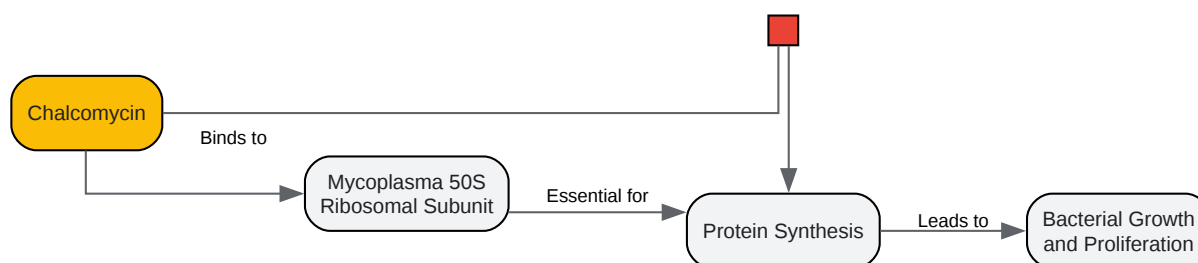 Chalcomycin
Binds to
Mycoplasma 50S
Ribosomal Subunit
Essential for
Protein Synthesis
Leads to
Bacterial Growth
and Proliferation